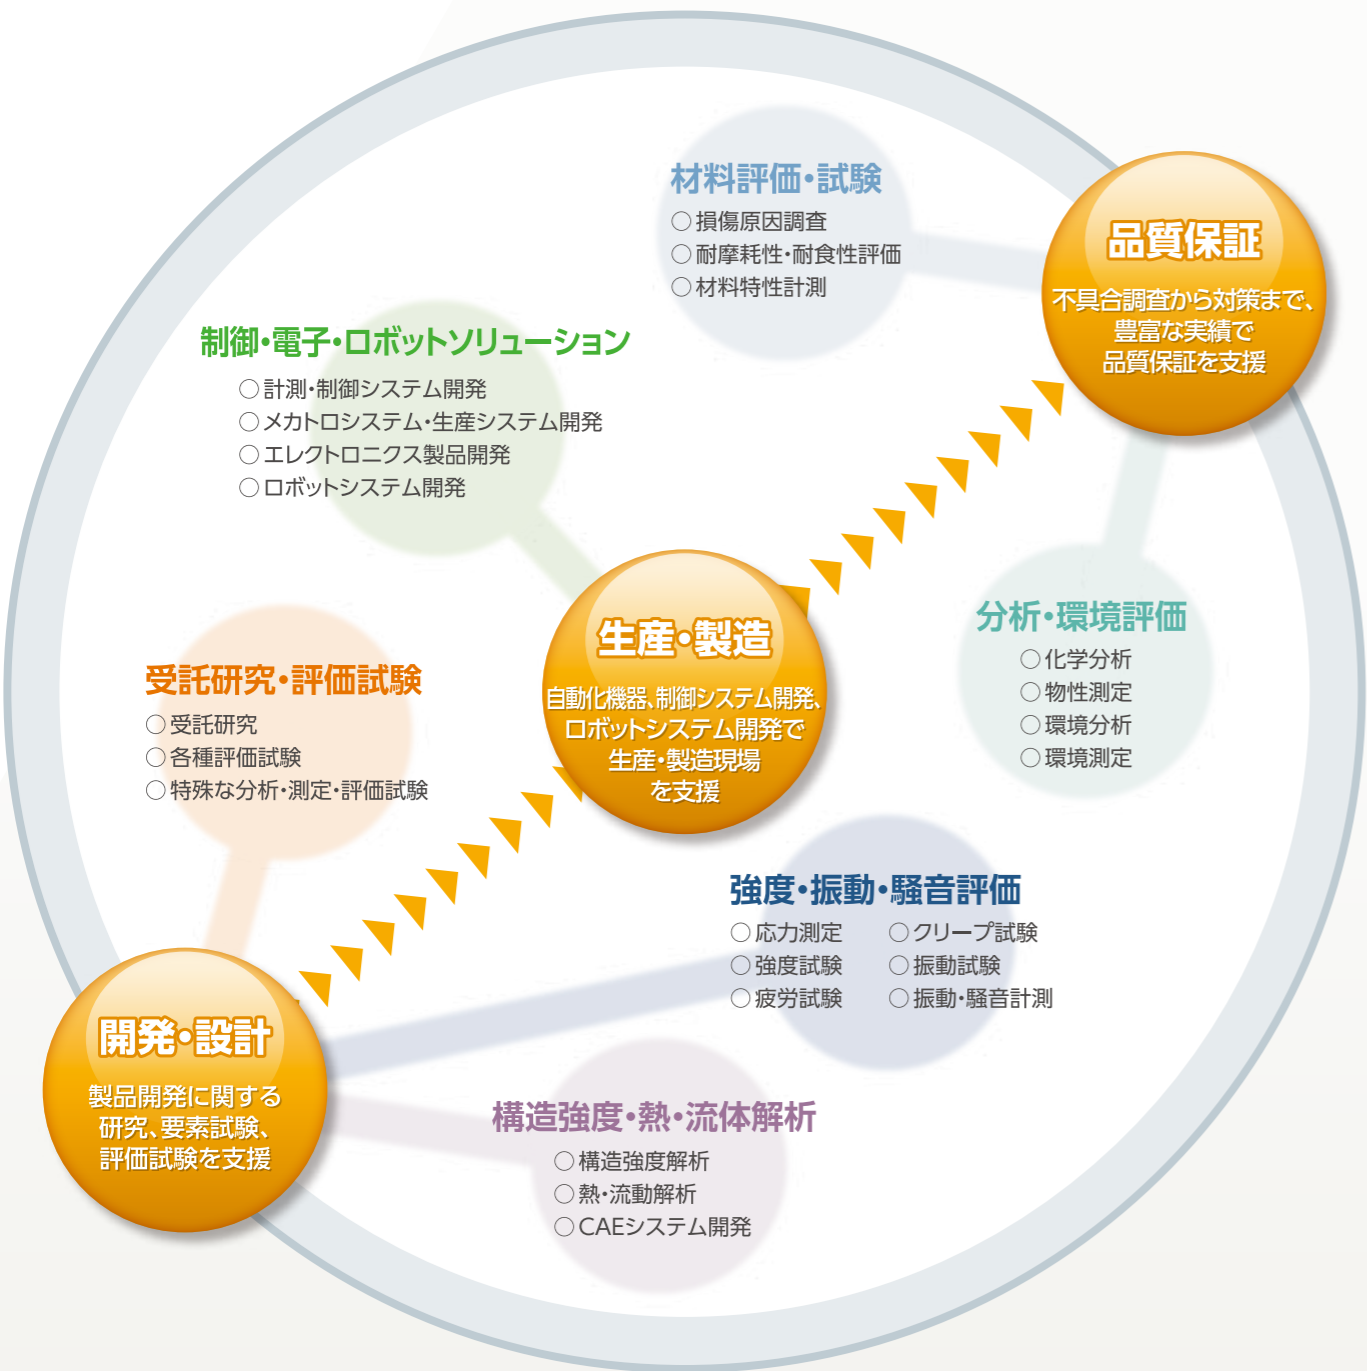 材料評価・試験
○損傷原因調査
○耐摩耗性・耐食性評価
○材料特性計測
品質保証
不具合調査から対策まで、
豊富な実績で
品質保証を支援
制御・電子・ロボットソリューション
○計測・制御システム開発
○メカトロシステム・生産システム開発
○エレクトロニクス製品開発
○ロボットシステム開発
生産・製造
自動化機器、制御システム開発、
ロボットシステム開発で
生産・製造現場
を支援
分析・環境評価
○化学分析
○物性測定
○環境分析
○環境測定
受託研究・評価試験
○受託研究
○各種評価試験
○特殊な分析・測定・評価試験
強度・振動・騒音評価
○応力測定 ○クリープ試験
○強度試験 ○振動試験
○疲労試験 ○振動・騒音計測
開発・設計
製品開発に関する
研究、要素試験、
評価試験を支援
構造強度・熱・流体解析
○構造強度解析
○熱・流動解析
○CAEシステム開発